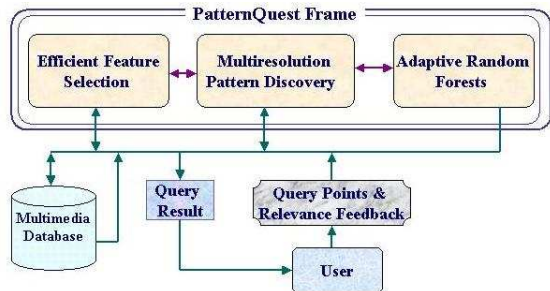 PatternQuest Frame
Efficient Feature
Selection
Multiresolution
Pattern Discovery
Adaptive Random
Forests
Multimedia
Database
Query
Result
Query Points &
Relevance Feedback
User